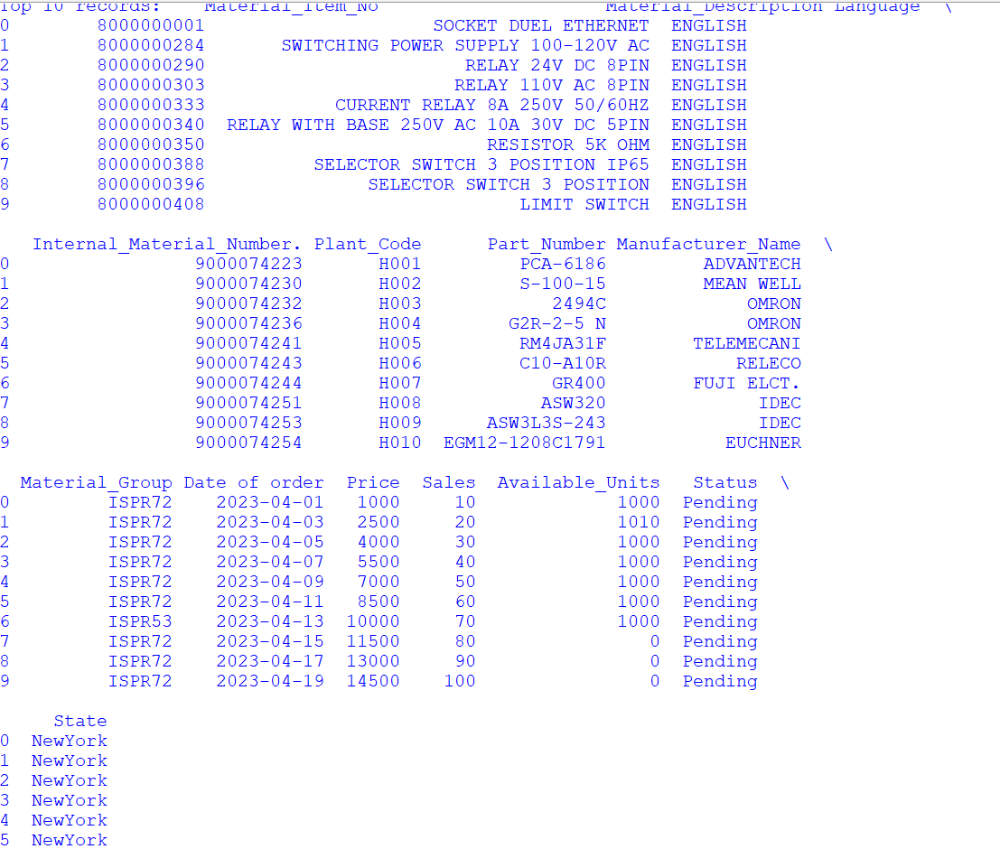 Top 10 records:    Material_Item_No                     Material_Description Language  \
0        8000000001                     SOCKET DUEL ETHERNET  ENGLISH
1        8000000284       SWITCHING POWER SUPPLY 100-120V AC  ENGLISH
2        8000000290                        RELAY 24V DC 8PIN  ENGLISH
3        8000000303                       RELAY 110V AC 8PIN  ENGLISH
4        8000000333            CURRENT RELAY 8A 250V 50/60HZ  ENGLISH
5        8000000340  RELAY WITH BASE 250V AC 10A 30V DC 5PIN  ENGLISH
6        8000000350                          RESISTOR 5K OHM  ENGLISH
7        8000000388          SELECTOR SWITCH 3 POSITION IP65  ENGLISH
8        8000000396               SELECTOR SWITCH 3 POSITION  ENGLISH
9        8000000408                             LIMIT SWITCH  ENGLISH
   Internal_Material_Number. Plant_Code      Part_Number Manufacturer_Name  \
0                 9000074223       H001         PCA-6186         ADVANTECH
1                 9000074230       H002         S-100-15         MEAN WELL
2                 9000074232       H003            2494C             OMRON
3                 9000074236       H004        G2R-2-5 N             OMRON
4                 9000074241       H005         RM4JA31F        TELEMECANI
5                 9000074243       H006         C10-A10R            RELECO
6                 9000074244       H007            GR400        FUJI ELCT.
7                 9000074251       H008           ASW320              IDEC
8                 9000074253       H009      ASW3L3S-243              IDEC
9                 9000074254       H010  EGM12-1208C1791           EUCHNER
  Material_Group Date of order  Price  Sales  Available_Units   Status  \
0         ISPR72    2023-04-01   1000     10             1000  Pending
1         ISPR72    2023-04-03   2500     20             1010  Pending
2         ISPR72    2023-04-05   4000     30             1000  Pending
3         ISPR72    2023-04-07   5500     40             1000  Pending
4         ISPR72    2023-04-09   7000     50             1000  Pending
5         ISPR72    2023-04-11   8500     60             1000  Pending
6         ISPR53    2023-04-13  10000     70             1000  Pending
7         ISPR72    2023-04-15  11500     80                0  Pending
8         ISPR72    2023-04-17  13000     90                0  Pending
9         ISPR72    2023-04-19  14500    100                0  Pending
     State
0  NewYork
1  NewYork
2  NewYork
3  NewYork
4  NewYork
5  NewYork